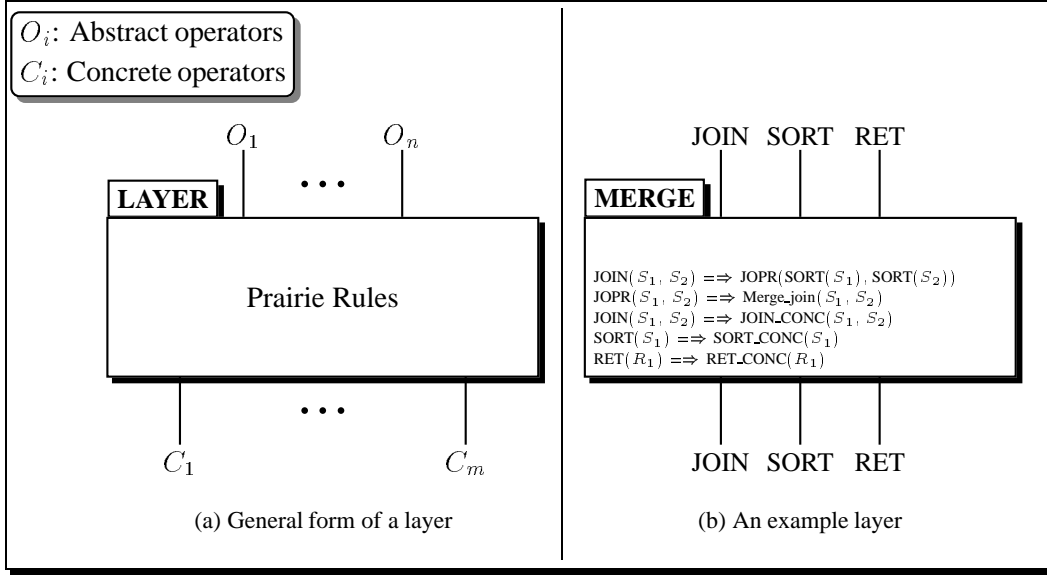 O_i: Abstract operators
C_i: Concrete operators
O_1 ... O_n
LAYER
Prairie Rules
C_1 ... C_m
(a) General form of a layer
JOIN SORT RET
MERGE
JOIN(S_1, S_2) ⟹ JOPR(SORT(S_1), SORT(S_2))
JOPR(S_1, S_2) ⟹ Merge_join(S_1, S_2)
JOIN(S_1, S_2) ⟹ JOIN_CONC(S_1, S_2)
SORT(S_1) ⟹ SORT_CONC(S_1)
RET(R_1) ⟹ RET_CONC(R_1)
JOIN SORT RET
(b) An example layer